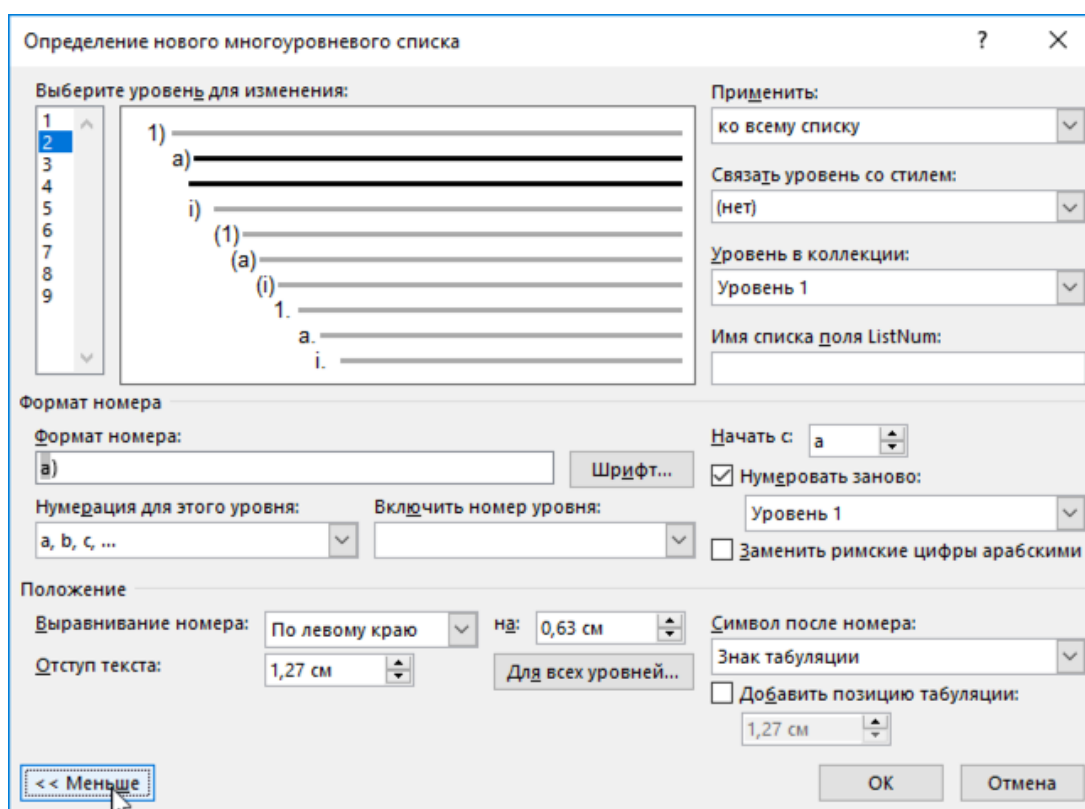 Определение нового многоуровневого списка
?
Выберите уровень для изменения:
1
2
3
4
5
6
7
8
9
1)
a)
i)
(1)
(a)
(i)
1.
a.
i.
Применить:
ко всему списку
Связать уровень со стилем:
(нет)
Уровень в коллекции:
Уровень 1
Имя списка поля ListNum:
Формат номера
Формат номера:
a)
Шрифт...
Начать с: a
Нумеровать заново:
Уровень 1
Нумерация для этого уровня:
a, b, c, ...
Включить номер уровня:
Заменить римские цифры арабскими
Положение
Выравнивание номера: По левому краю на: 0,63 см
Отступ текста: 1,27 см Для всех уровней...
Символ после номера:
Знак табуляции
Добавить позицию табуляции:
1,27 см
<< Меньше
ОК
Отмена